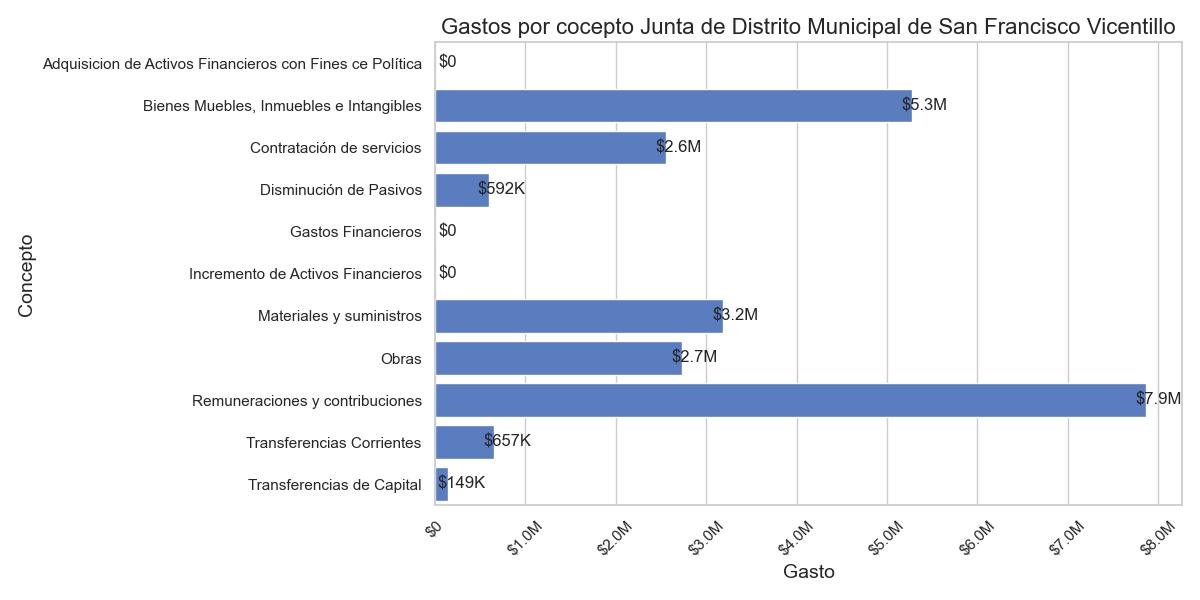 Gastos por cocepto Junta de Distrito Municipal de San Francisco Vicentillo
Adquisicion de Activos Financieros con Fines ce Política $0
Bienes Muebles, Inmuebles e Intangibles $5.3M
Contratación de servicios $2.6M
Disminución de Pasivos $592K
Gastos Financieros $0
Incremento de Activos Financieros $0
Materiales y suministros $3.2M
Obras $2.7M
Remuneraciones y contribuciones $7.9M
Transferencias Corrientes $657K
Transferencias de Capital $149K
Concepto
$0 $1.0M $2.0M $3.0M $4.0M $5.0M $6.0M $7.0M $8.0M
Gasto